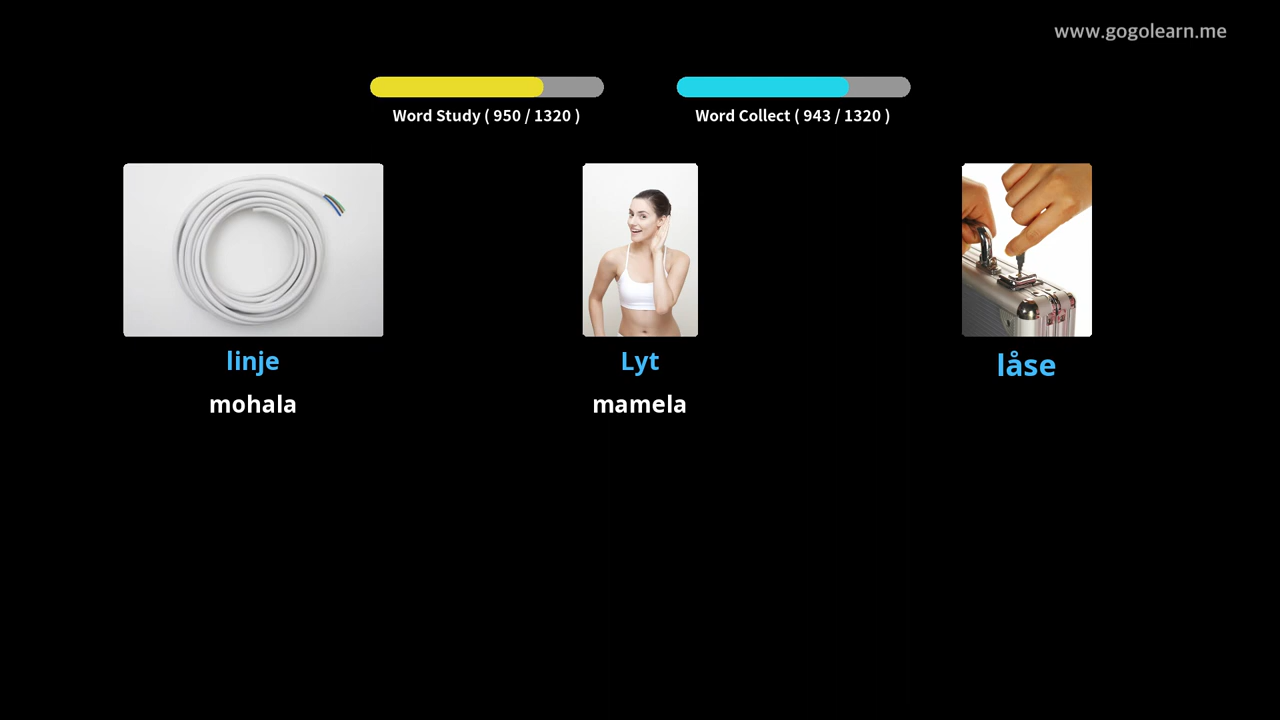 www.gogolearn.me
Word Study ( 950 / 1320 )
Word Collect ( 943 / 1320 )
linje
mohala
Lyt
mamela
låse